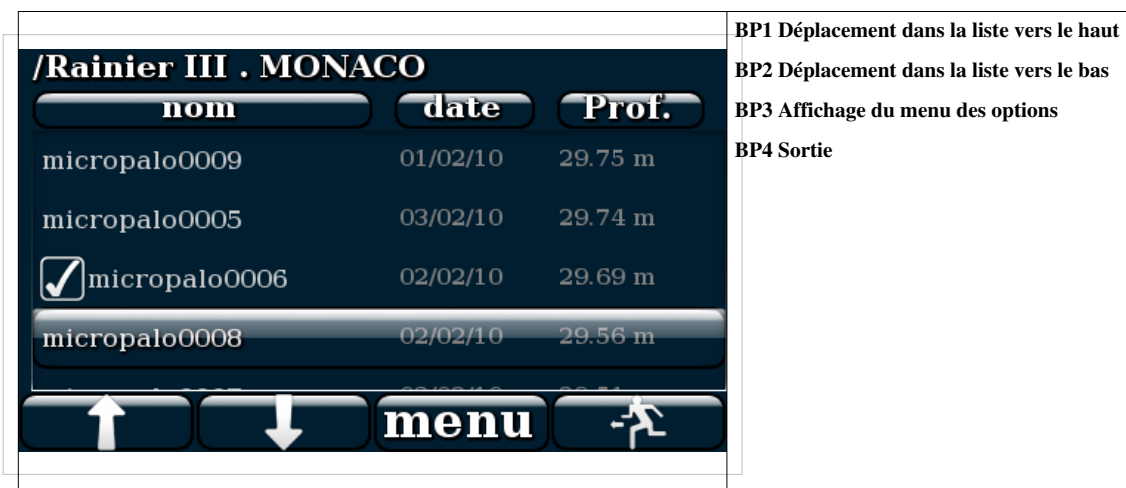 /Rainier III . MONACO
nom date Prof.
micropalo0009 01/02/10 29.75 m
micropalo0005 03/02/10 29.74 m
micropalo0006 02/02/10 29.69 m
micropalo0008 02/02/10 29.56 m
menu
BP1 Déplacement dans la liste vers le haut
BP2 Déplacement dans la liste vers le bas
BP3 Affichage du menu des options
BP4 Sortie